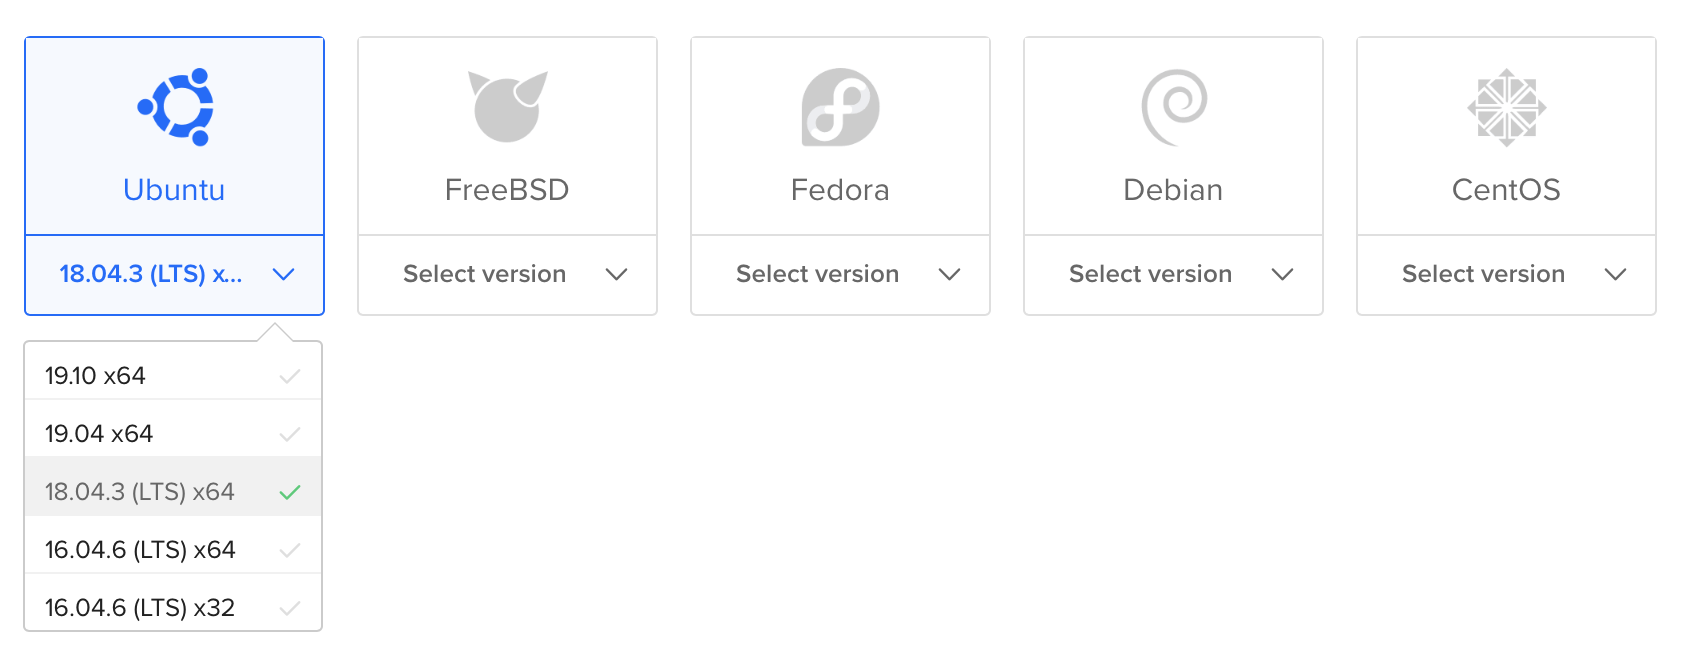 Ubuntu
FreeBSD
Fedora
Debian
CentOS
18.04.3 (LTS) x...
Select version
Select version
Select version
Select version
19.10 x64
19.04 x64
18.04.3 (LTS) x64
16.04.6 (LTS) x64
16.04.6 (LTS) x32